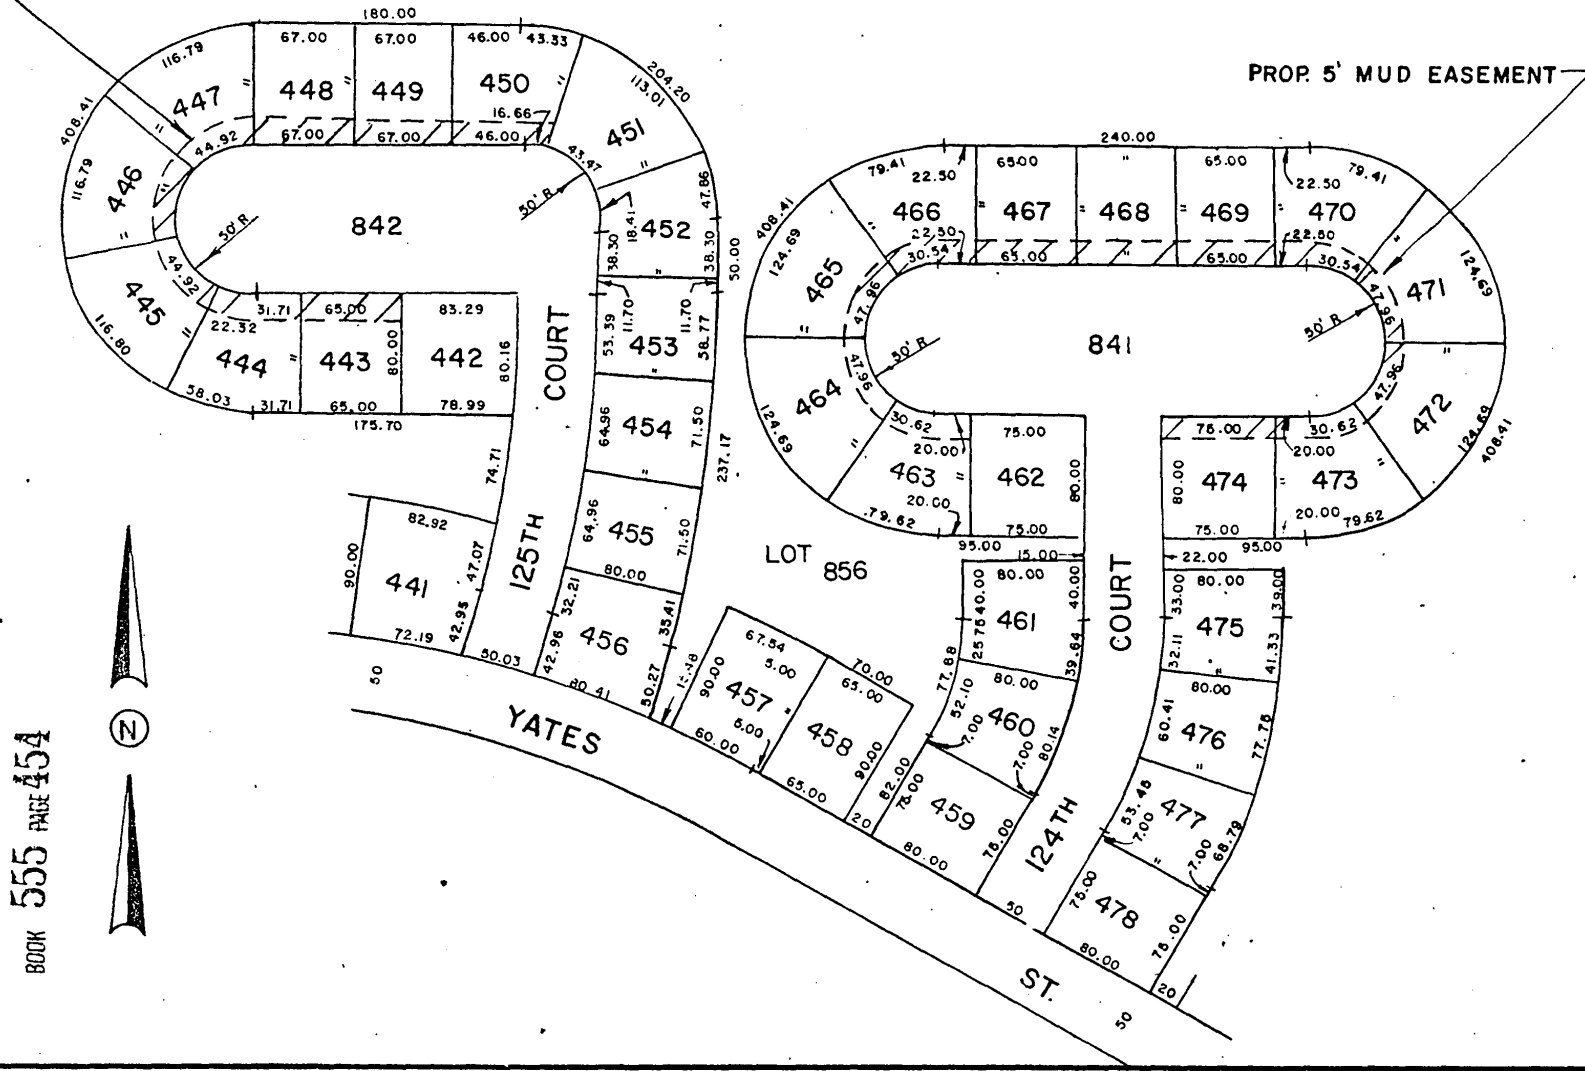 180.00
67.00 67.00 46.00 43.33
116.79 204.20
113.01
447 448 " 449 450 "
16.66
408.41 44.92 67.00 67.00 46.00 451
43.47 "
116.79 446 " 50' R 47.86
842 50' R 18.41 452
38.30 " 38.30 50.00
44.92
445 31.71 65.00 83.29 11.70 11.70
22.32
116.80 " 444 " 443 80.00 442 80.16 COURT 53.39 453 58.77
"
58.03 31.71 65.00 78.99
175.70
64.96 454 71.50
" 237.17
74.71
82.92 64.96 455 71.50
90.00 441 47.07 125TH 80.00
42.95 32.21 35.41
72.19 42.96 456
50.03 80.41 50.27
50
YATES
PROP. 5' MUD EASEMENT
240.00
79.41 22.50 65.00 " 65.00 22.50 79.41
466 " 467 " 468 " 469 " 470 "
408.41 22.50 22.50
124.69 465 30.54 65.00 " 65.00 30.54 471 124.69
47.96 47.96
" 50' R 841 50' R "
47.96 47.96
464 30.62 75.00 75.00 30.62 472
124.69 " 20.00 20.00 124.69
408.41
463 " 462 80.00 80.00 474 " 473 "
20.00 20.00
79.62 75.00 75.00 79.62
95.00 95.00
15.00 22.00
LOT 856
80.00 80.00
40.00 40.00 COURT 33.00 39.00
461 475
25.75 39.64 32.11 41.33
77.88 80.00 " 80.00
52.10 460 60.41 476 77.75
7.00 7.00 80.14 "
67.54 70.00
5.00 65.00
90.00 457 "
5.00 458 90.00
60.00 65.00
20
82.00
75.00 459 75.00 124TH 53.45 477 68.79
7.00 " 7.00
80.00 75.00 478 75.00
50 80.00
20
ST.
50
N
BOOK 555 PAGE 454